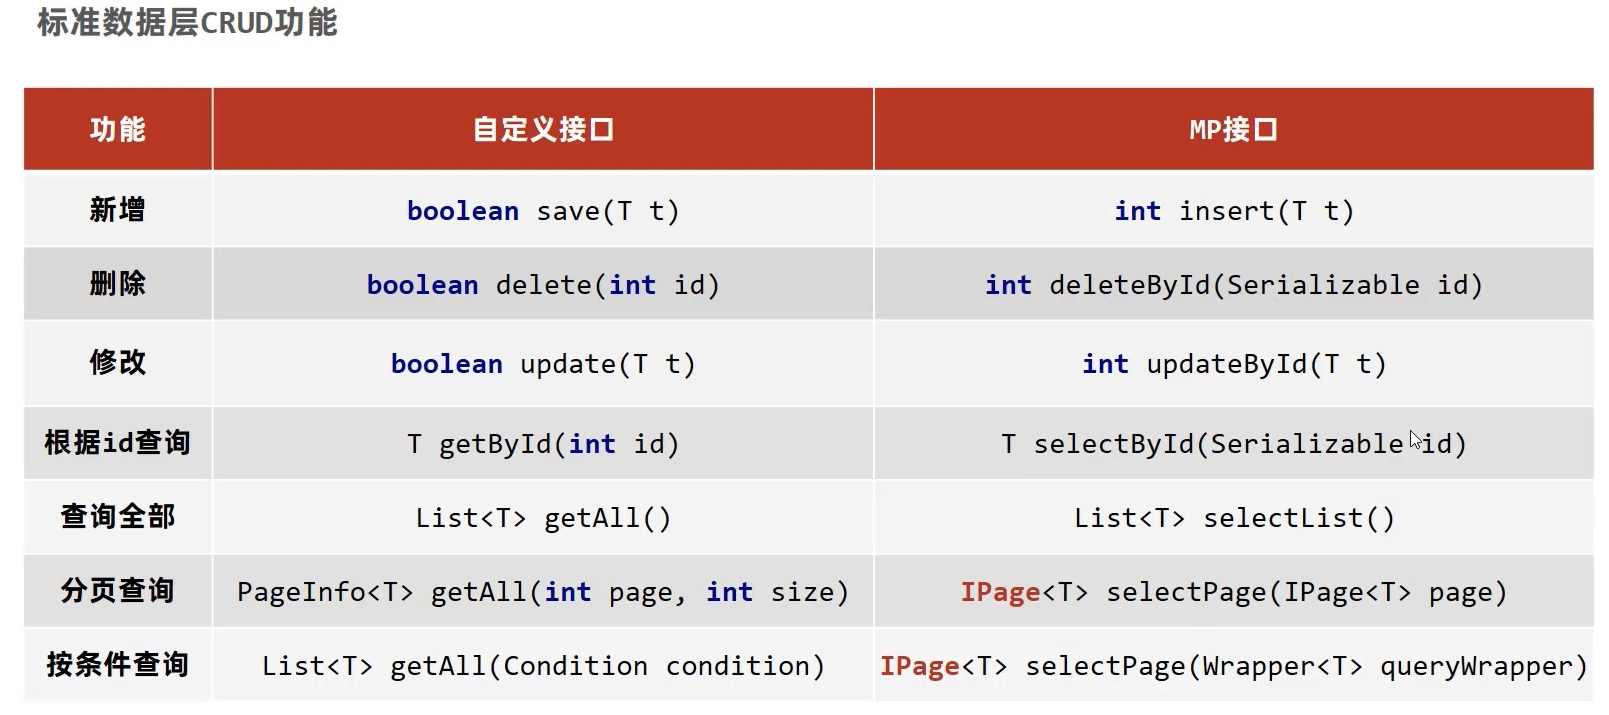 标准数据层CRUD功能
功能 自定义接口 MP接口
新增 boolean save(T t) int insert(T t)
删除 boolean delete(int id) int deleteById(Serializable id)
修改 boolean update(T t) int updateById(T t)
根据id查询 T getById(int id) T selectById(Serializable id)
查询全部 List<T> getAll() List<T> selectList()
分页查询 PageInfo<T> getAll(int page, int size) IPage<T> selectPage(IPage<T> page)
按条件查询 List<T> getAll(Condition condition) IPage<T> selectPage(Wrapper<T> queryWrapper)